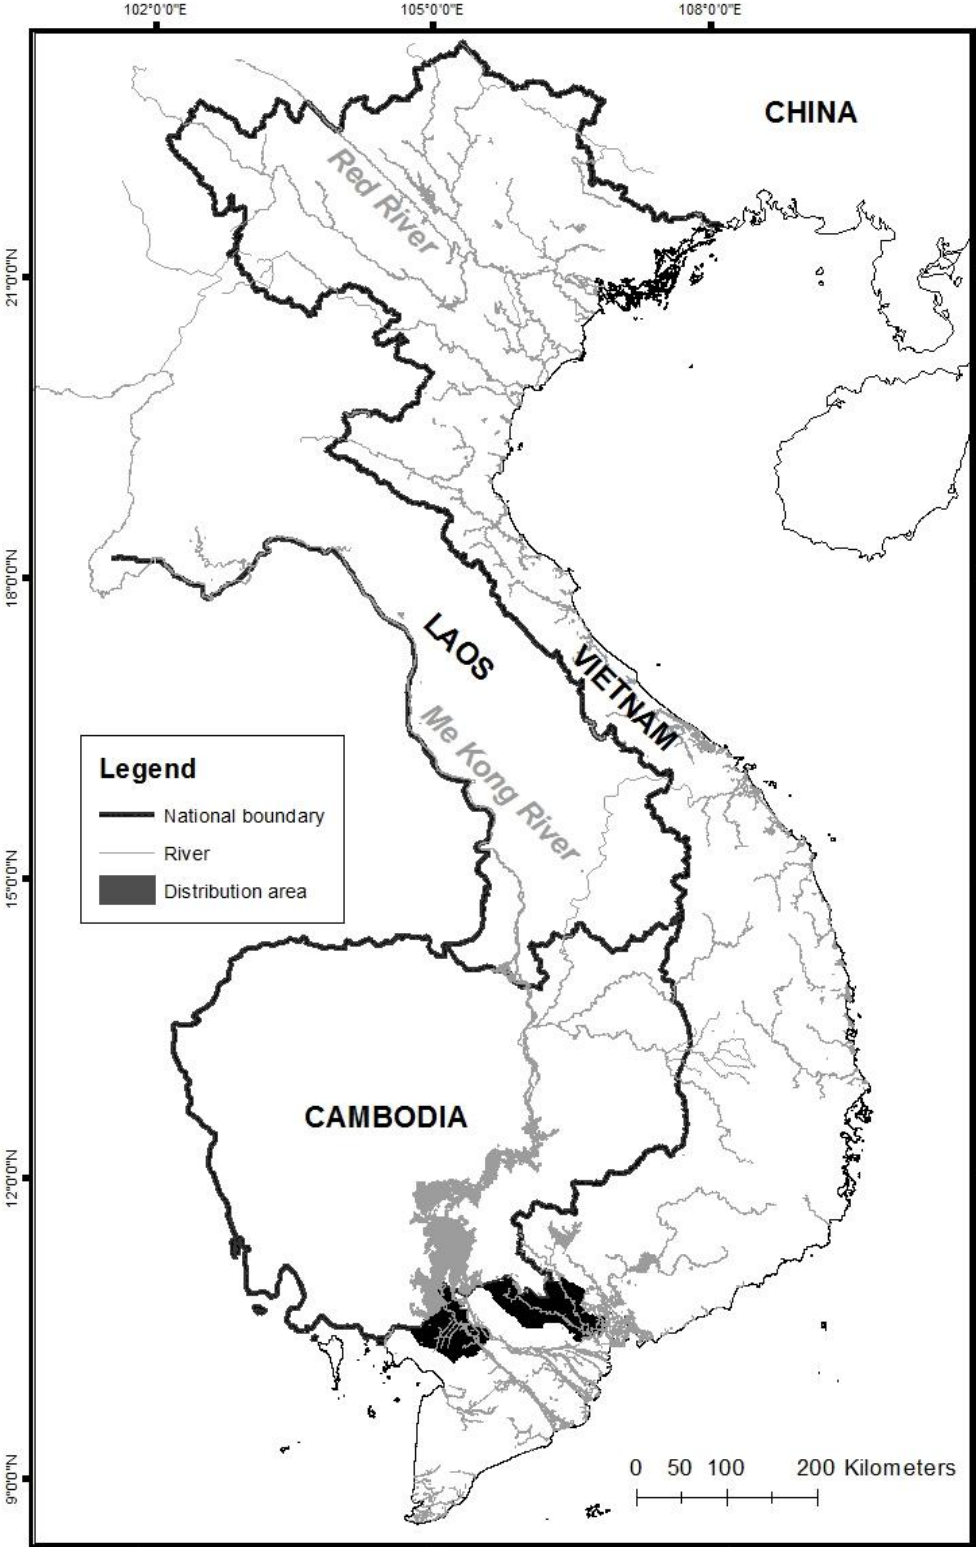 102°0'0"E 105°0'0"E 108°0'0"E
CHINA
Red River
21°0'0"N
18°0'0"N
LAOS
VIETNAM
Me Kong River
Legend
National boundary
River
Distribution area
15°0'0"N
CAMBODIA
12°0'0"N
0 50 100 200 Kilometers
9°0'0"N